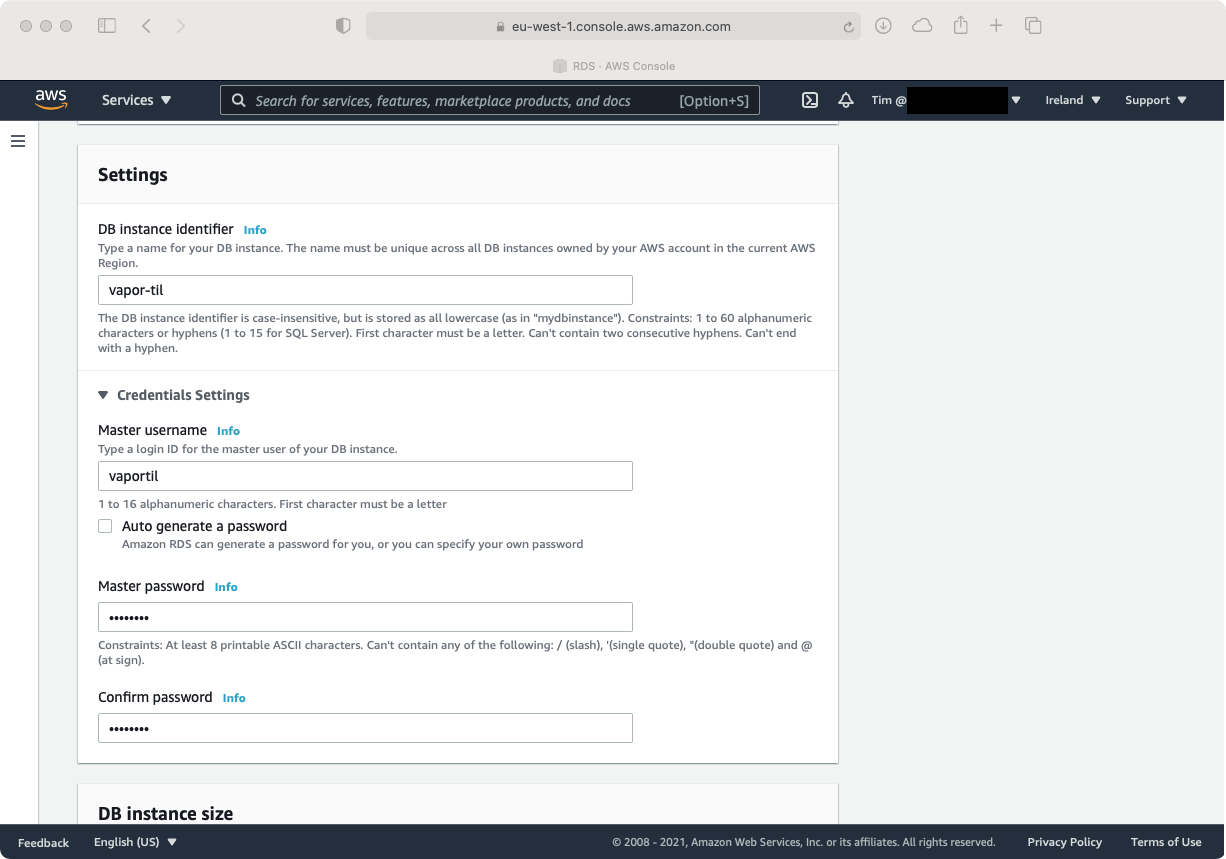 eu-west-1.console.aws.amazon.com
RDS · AWS Console
aws
Services
Search for services, features, marketplace products, and docs
[Option+S]
Tim @
Ireland
Support
Settings
DB instance identifier Info
Type a name for your DB instance. The name must be unique across all DB instances owned by your AWS account in the current AWS
Region.
vapor-til
The DB instance identifier is case-insensitive, but is stored as all lowercase (as in "mydbinstance"). Constraints: 1 to 60 alphanumeric
characters or hyphens (1 to 15 for SQL Server). First character must be a letter. Can't contain two consecutive hyphens. Can't end
with a hyphen.
Credentials Settings
Master username Info
Type a login ID for the master user of your DB instance.
vaportil
1 to 16 alphanumeric characters. First character must be a letter
Auto generate a password
Amazon RDS can generate a password for you, or you can specify your own password
Master password Info
••••••••
Constraints: At least 8 printable ASCII characters. Can't contain any of the following: / (slash), '(single quote), "(double quote) and @
(at sign).
Confirm password Info
••••••••
DB instance size
Feedback
English (US)
© 2008 - 2021, Amazon Web Services, Inc. or its affiliates. All rights reserved.
Privacy Policy
Terms of Use